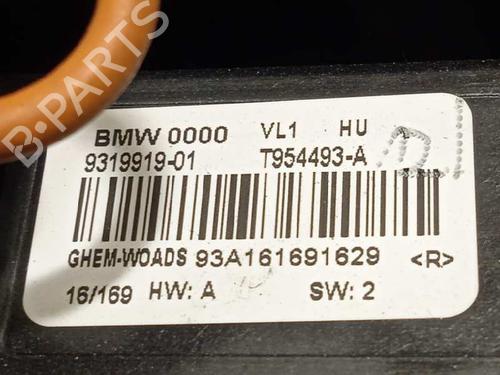 B-PARTS
BMW 0000 VL1 HU
9319919-01 T954493-A
GHEM-WOADS 93A161691629 <R>
16/169 HW: A SW: 2